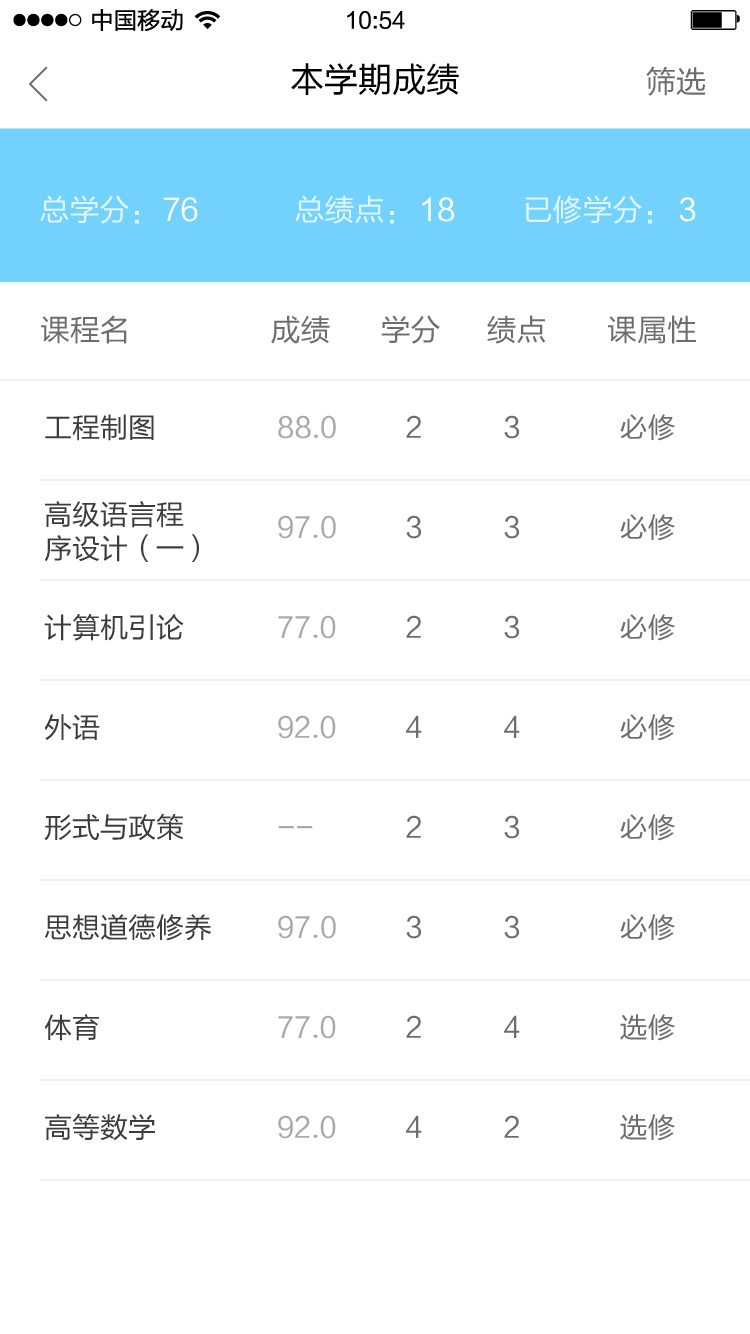 中国移动 10:54
本学期成绩 筛选
总学分：76 总绩点：18 已修学分：3
课程名 成绩 学分 绩点 课属性
工程制图 88.0 2 3 必修
高级语言程
序设计（一） 97.0 3 3 必修
计算机引论 77.0 2 3 必修
外语 92.0 4 4 必修
形式与政策 -- 2 3 必修
思想道德修养 97.0 3 3 必修
体育 77.0 2 4 选修
高等数学 92.0 4 2 选修